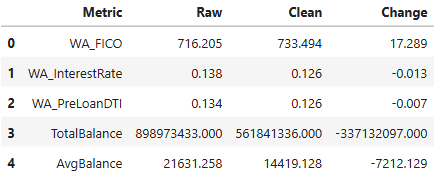 Metric Raw Clean Change
0 WA_FICO 716.205 733.494 17.289
1 WA_InterestRate 0.138 0.126 -0.013
2 WA_PreLoanDTI 0.134 0.126 -0.007
3 TotalBalance 898973433.000 561841336.000 -337132097.000
4 AvgBalance 21631.258 14419.128 -7212.129